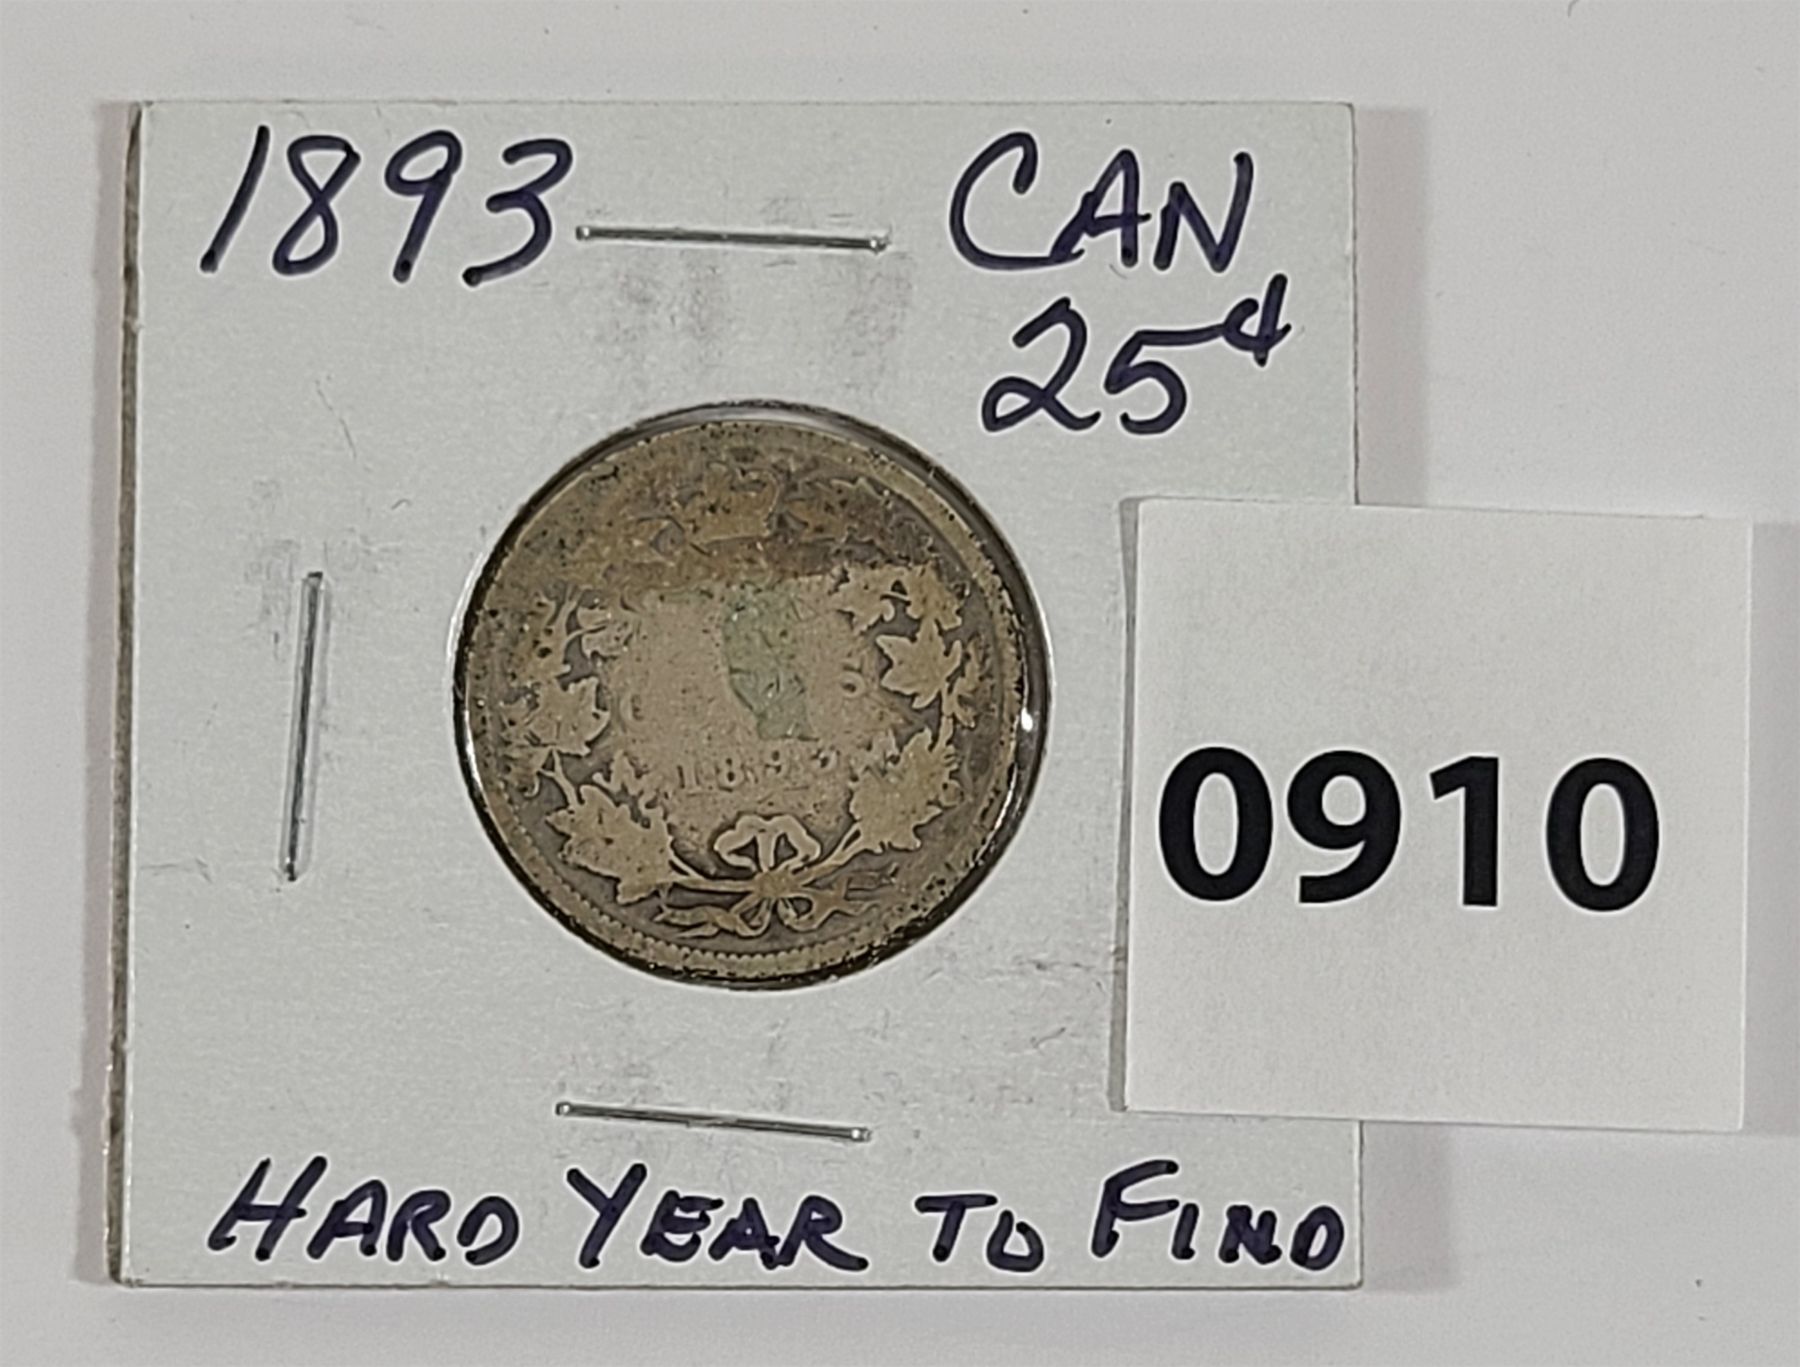 1893 CAN
25¢
0910
HARD YEAR TO FIND